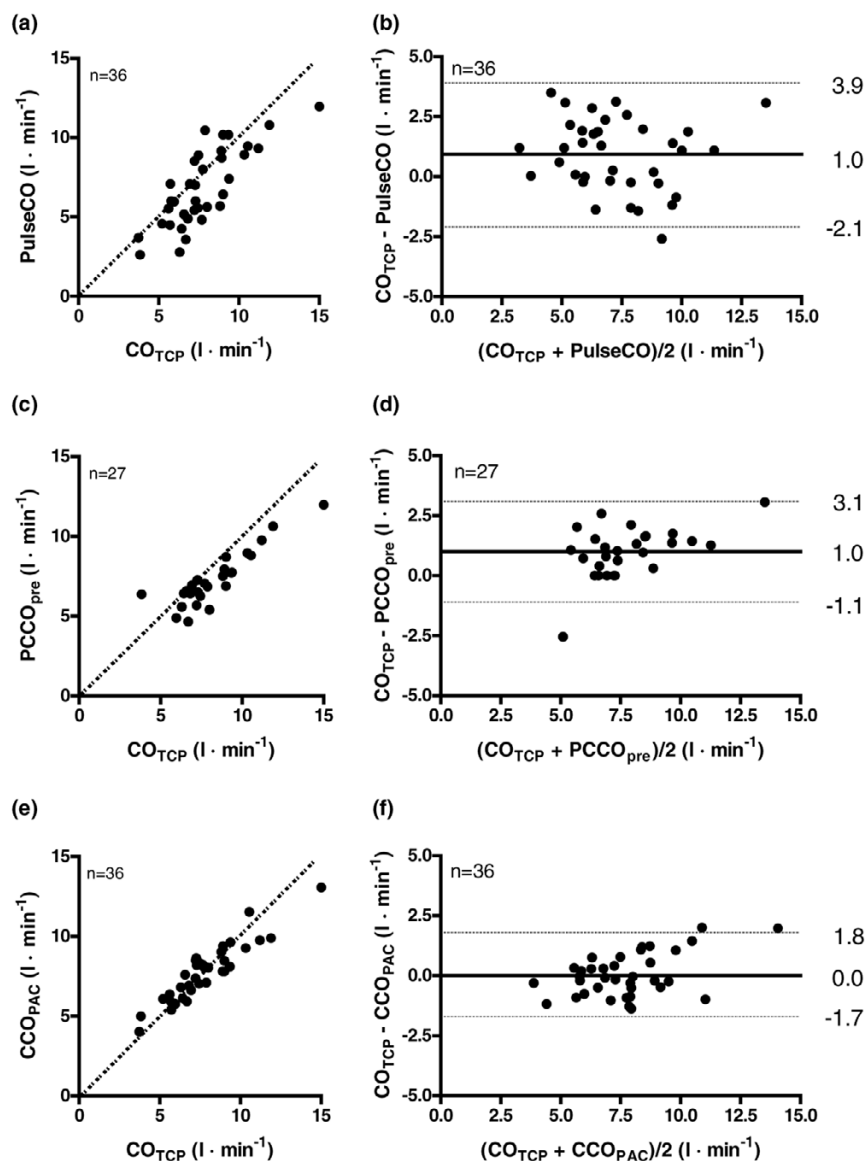 (a)
15
n=36
10
5
0
0 5 10 15
PulseCO (l · min⁻¹)
CO_TCP (l · min⁻¹)
(b)
5.0
n=36
2.5
0.0
-2.5
-5.0
0.0 2.5 5.0 7.5 10.0 12.5 15.0
CO_TCP - PulseCO (l · min⁻¹)
(CO_TCP + PulseCO)/2 (l · min⁻¹)
3.9
1.0
-2.1
(c)
15
n=27
10
5
0
0 5 10 15
PCCO_pre (l · min⁻¹)
CO_TCP (l · min⁻¹)
(d)
5.0
n=27
2.5
0.0
-2.5
-5.0
0.0 2.5 5.0 7.5 10.0 12.5 15.0
CO_TCP - PCCO_pre (l · min⁻¹)
(CO_TCP + PCCO_pre)/2 (l · min⁻¹)
3.1
1.0
-1.1
(e)
15
n=36
10
5
0
0 5 10 15
CCO_PAC (l · min⁻¹)
CO_TCP (l · min⁻¹)
(f)
5.0
n=36
2.5
0.0
-2.5
-5.0
0.0 2.5 5.0 7.5 10.0 12.5 15.0
CO_TCP - CCO_PAC (l · min⁻¹)
(CO_TCP + CCO_PAC)/2 (l · min⁻¹)
1.8
0.0
-1.7